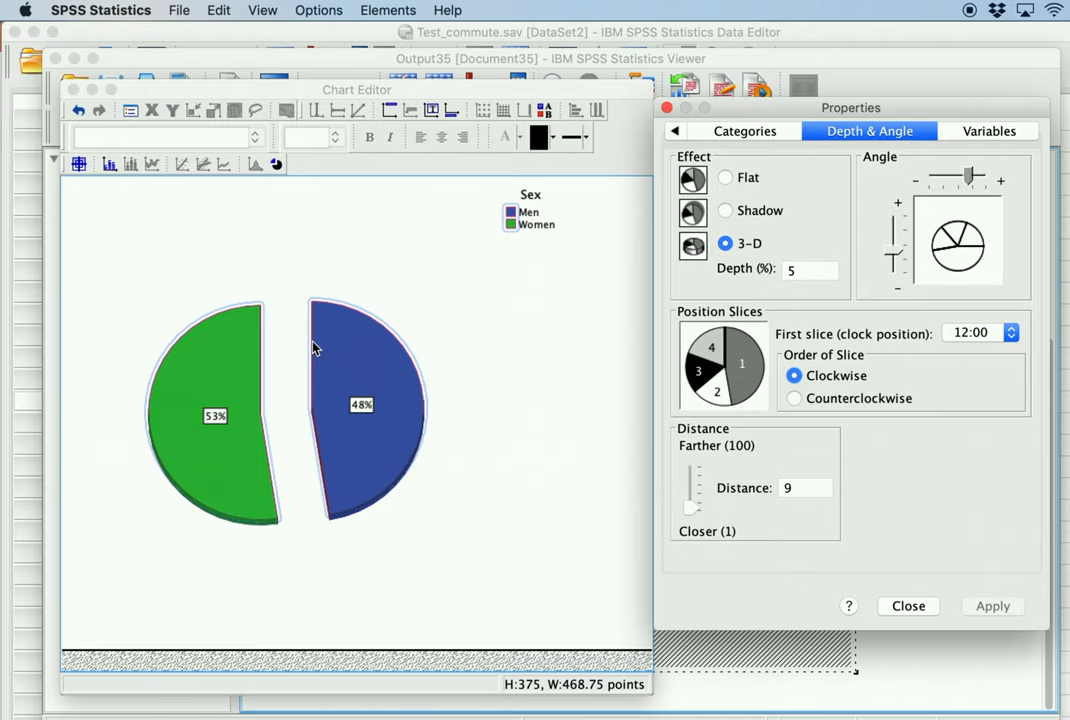 SPSS Statistics File Edit View Options Elements Help
Test_commute.sav [DataSet2] - IBM SPSS Statistics Data Editor
Output35 [Document35] - IBM SPSS Statistics Viewer
Chart Editor
Properties
Categories Depth & Angle Variables
B I A
Effect
Flat
Shadow
3-D
Depth (%): 5
Angle
- +
+
-
Sex
Men
Women
53%
48%
Position Slices
1
2
3
4
First slice (clock position): 12:00
Order of Slice
Clockwise
Counterclockwise
Distance
Farther (100)
Distance: 9
Closer (1)
? Close Apply
H:375, W:468.75 points